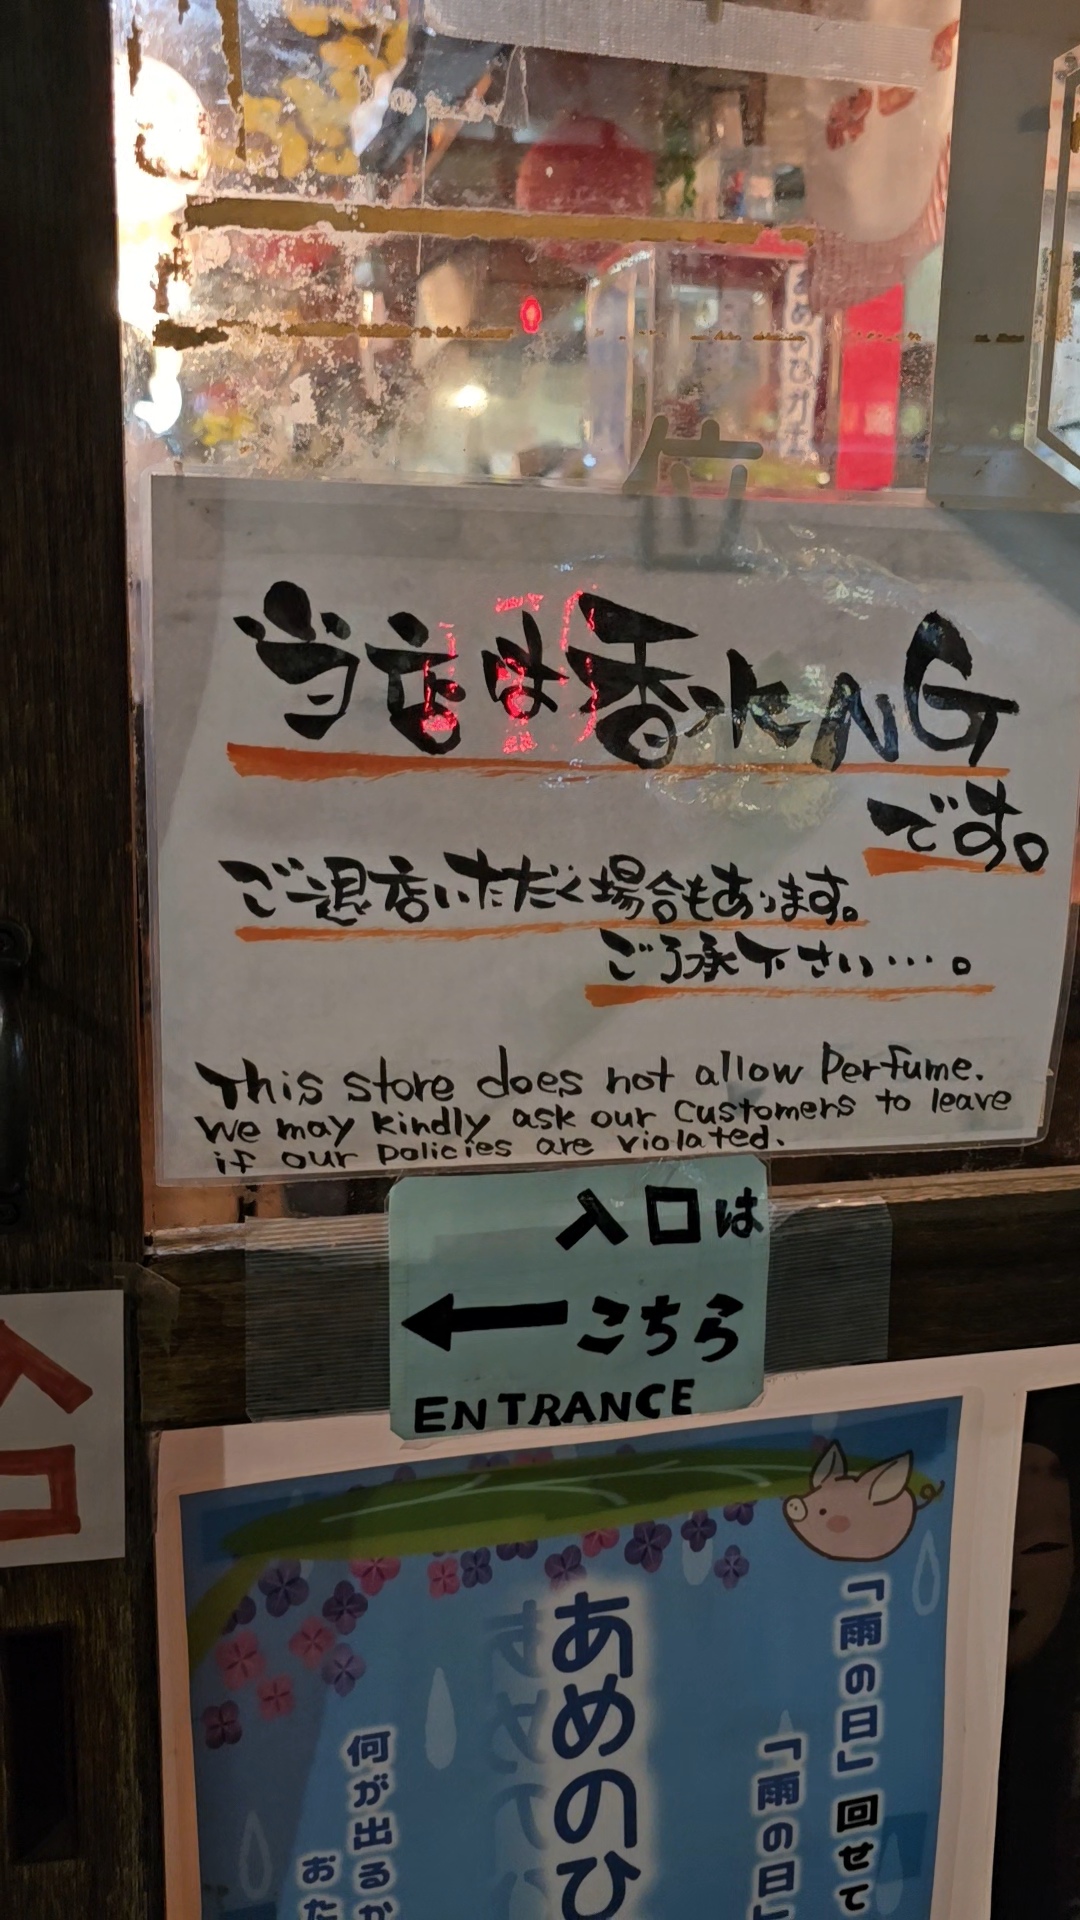 当店は香水NG
です。
ご退店いただく場合もあります。
ご了承下さい…。
This store does not allow Perfume.
We may kindly ask our customers to leave
if our policies are violated.
入口は
←こちら
ENTRANCE
「雨の日」回せて
「雨の日」
あめのひ
何が出るか
おた